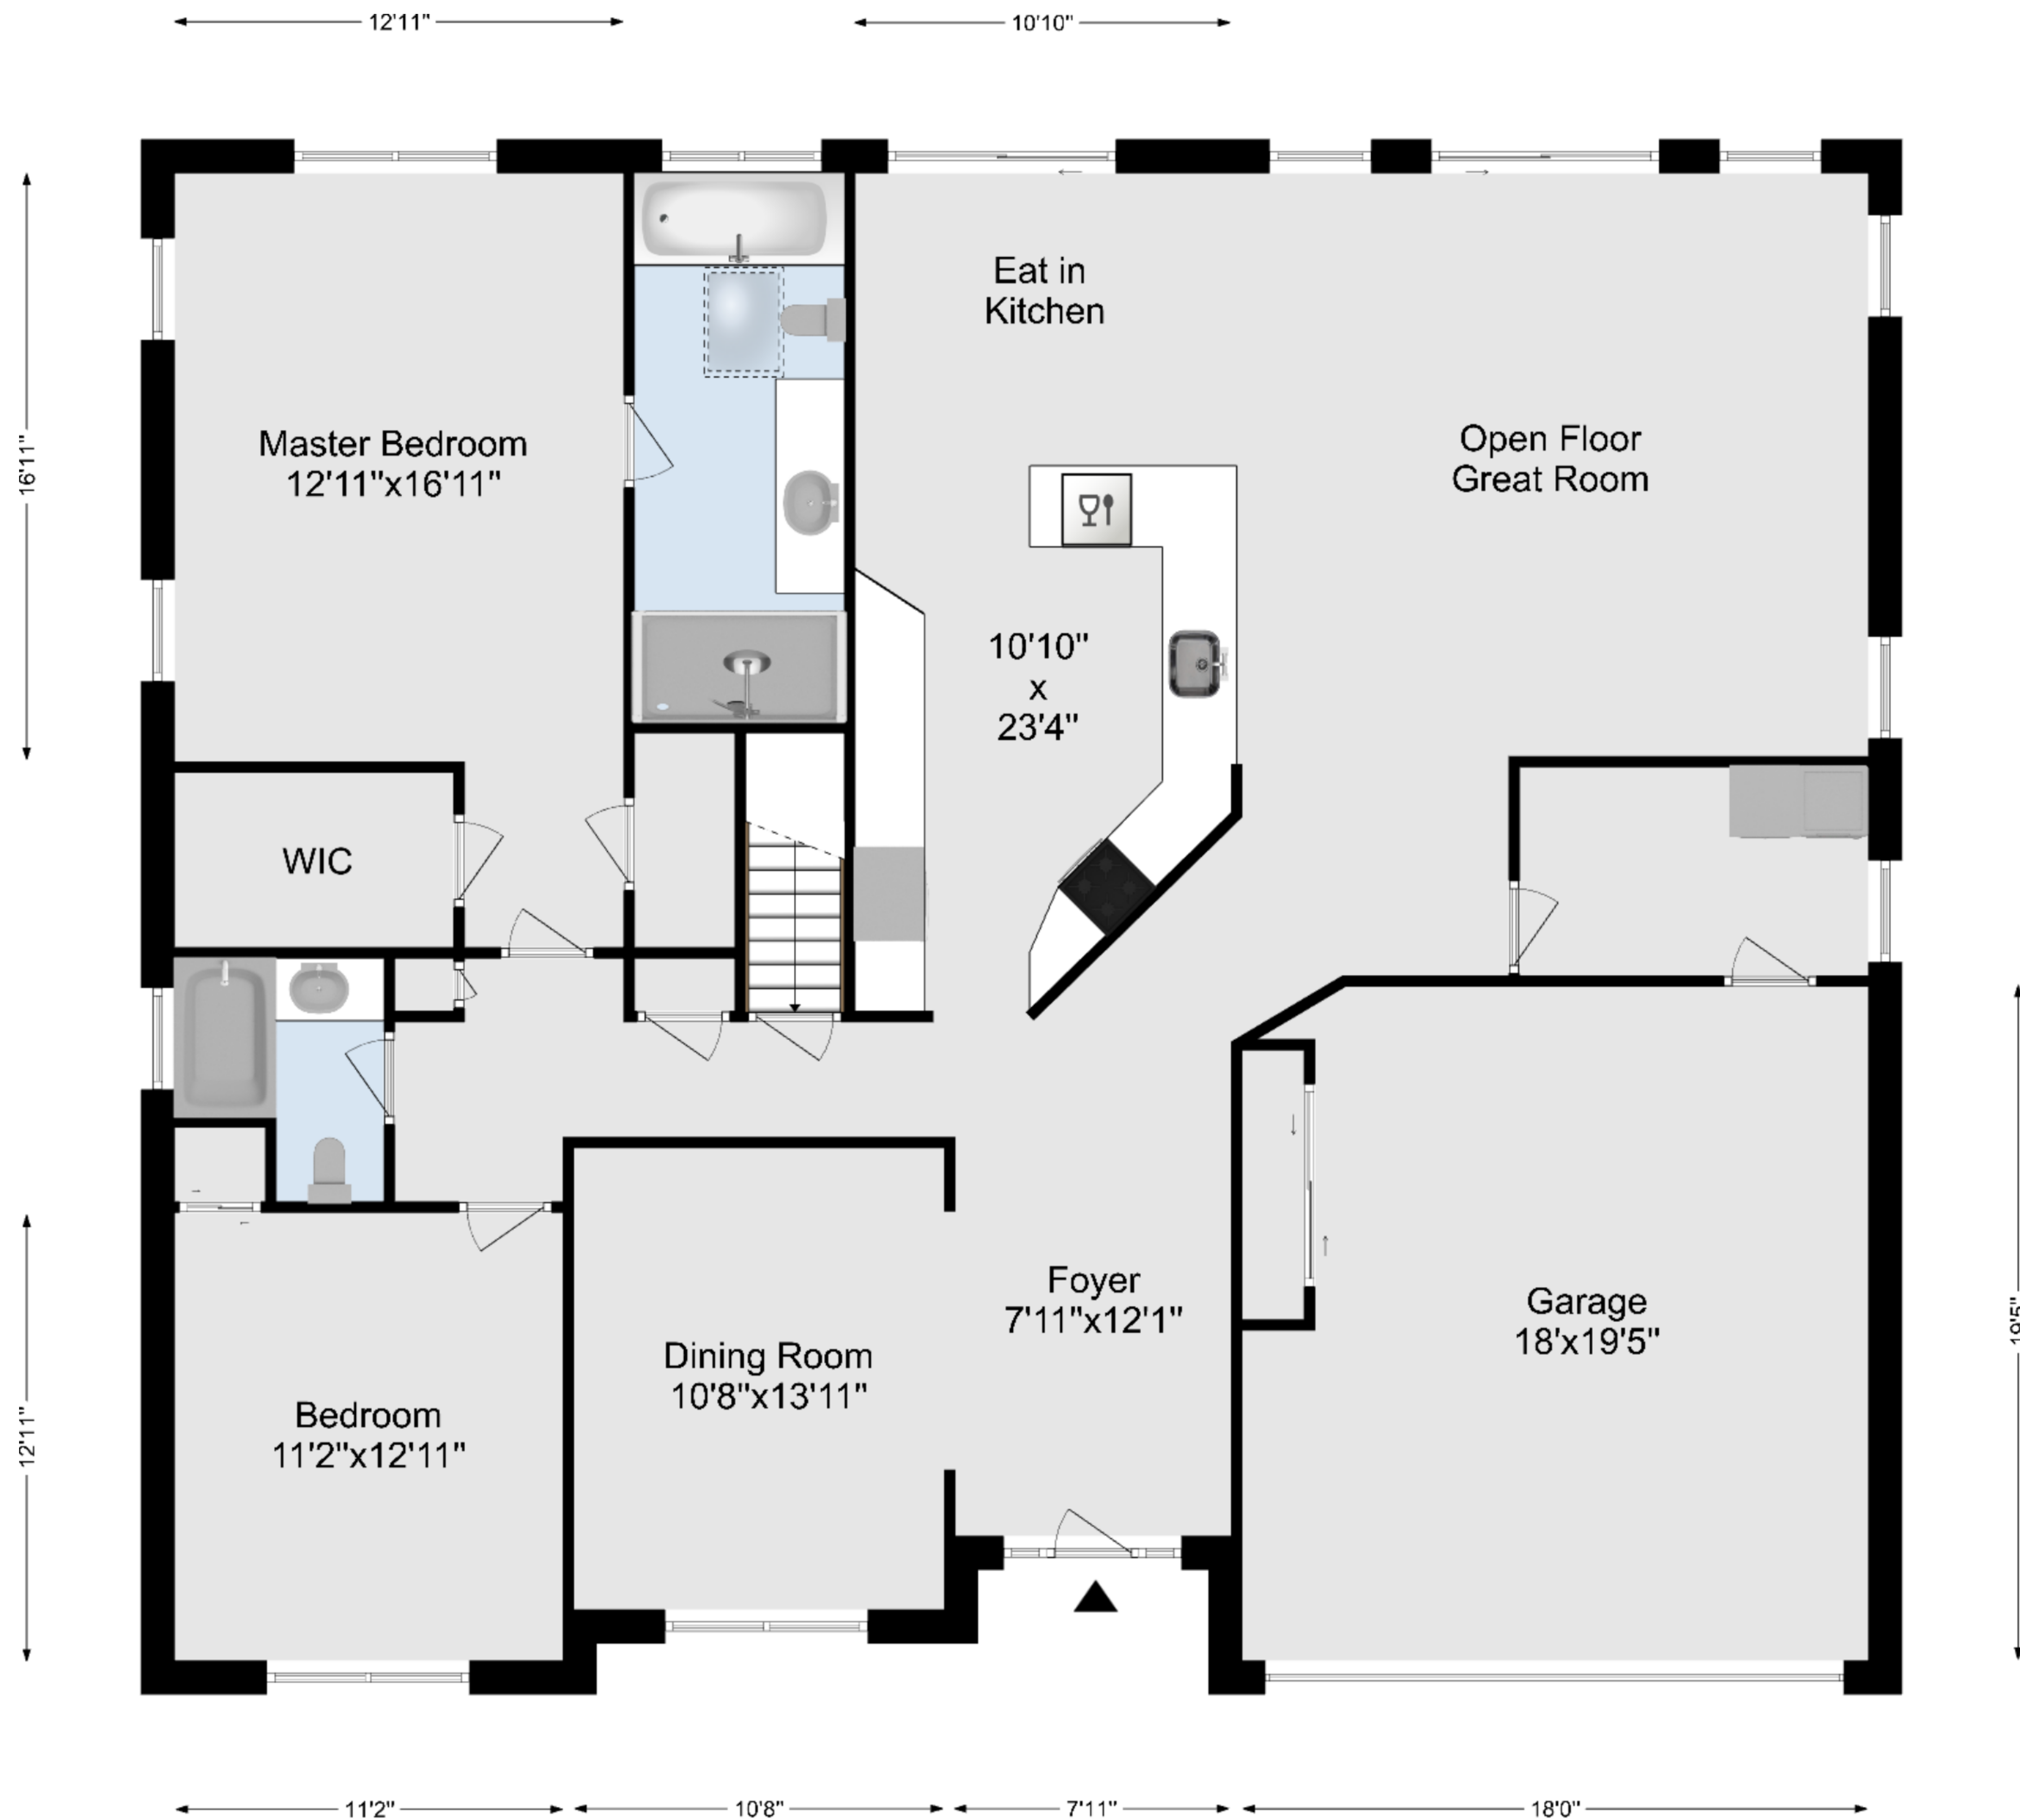 12'11"
10'10"
16'11"
Master Bedroom
12'11"x16'11"
Eat in
Kitchen
Open Floor
Great Room
10'10"
x
23'4"
WIC
Foyer
7'11"x12'1"
Garage
18'x19'5"
Dining Room
10'8"x13'11"
Bedroom
11'2"x12'11"
12'11"
19'5"
11'2"
10'8"
7'11"
18'0"